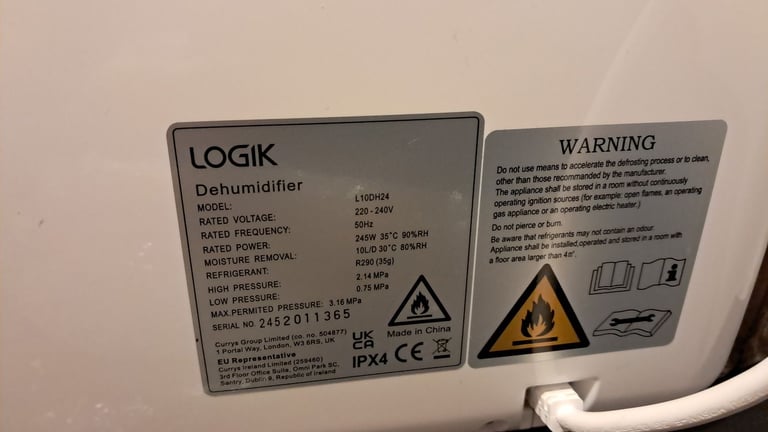 LOGIK
Dehumidifier
MODEL: L10DH24
RATED VOLTAGE: 220 - 240V
RATED FREQUENCY: 50Hz
RATED POWER: 245W 35°C 90%RH
MOISTURE REMOVAL: 10L/D 30°C 80%RH
REFRIGERANT: R290 (35g)
HIGH PRESSURE: 2.14 MPa
LOW PRESSURE: 0.75 MPa
MAX.PERMITED PRESSURE: 3.16 MPa
SERIAL NO. 2452011365
Currys Group Limited (co. no. 504877)
1 Portal Way, London, W3 6RS, UK
EU Representative
Currys Ireland Limited (259460)
3rd Floor Office Suite, Omni Park SC,
Santry, Dublin 9, Republic of Ireland
UK
CA
Made in China
IPX4 CE
WARNING
Do not use means to accelerate the defrosting process or to clean,
other than those recommended by the manufacturer.
The appliance shall be stored in a room without continuously
operating ignition sources (for example: open flames, an operating
gas appliance or an operating electric heater.)
Do not pierce or burn.
Be aware that refrigerants may not contain an odour.
Appliance shall be installed,operated and stored in a room with
a floor area larger than 4㎡.